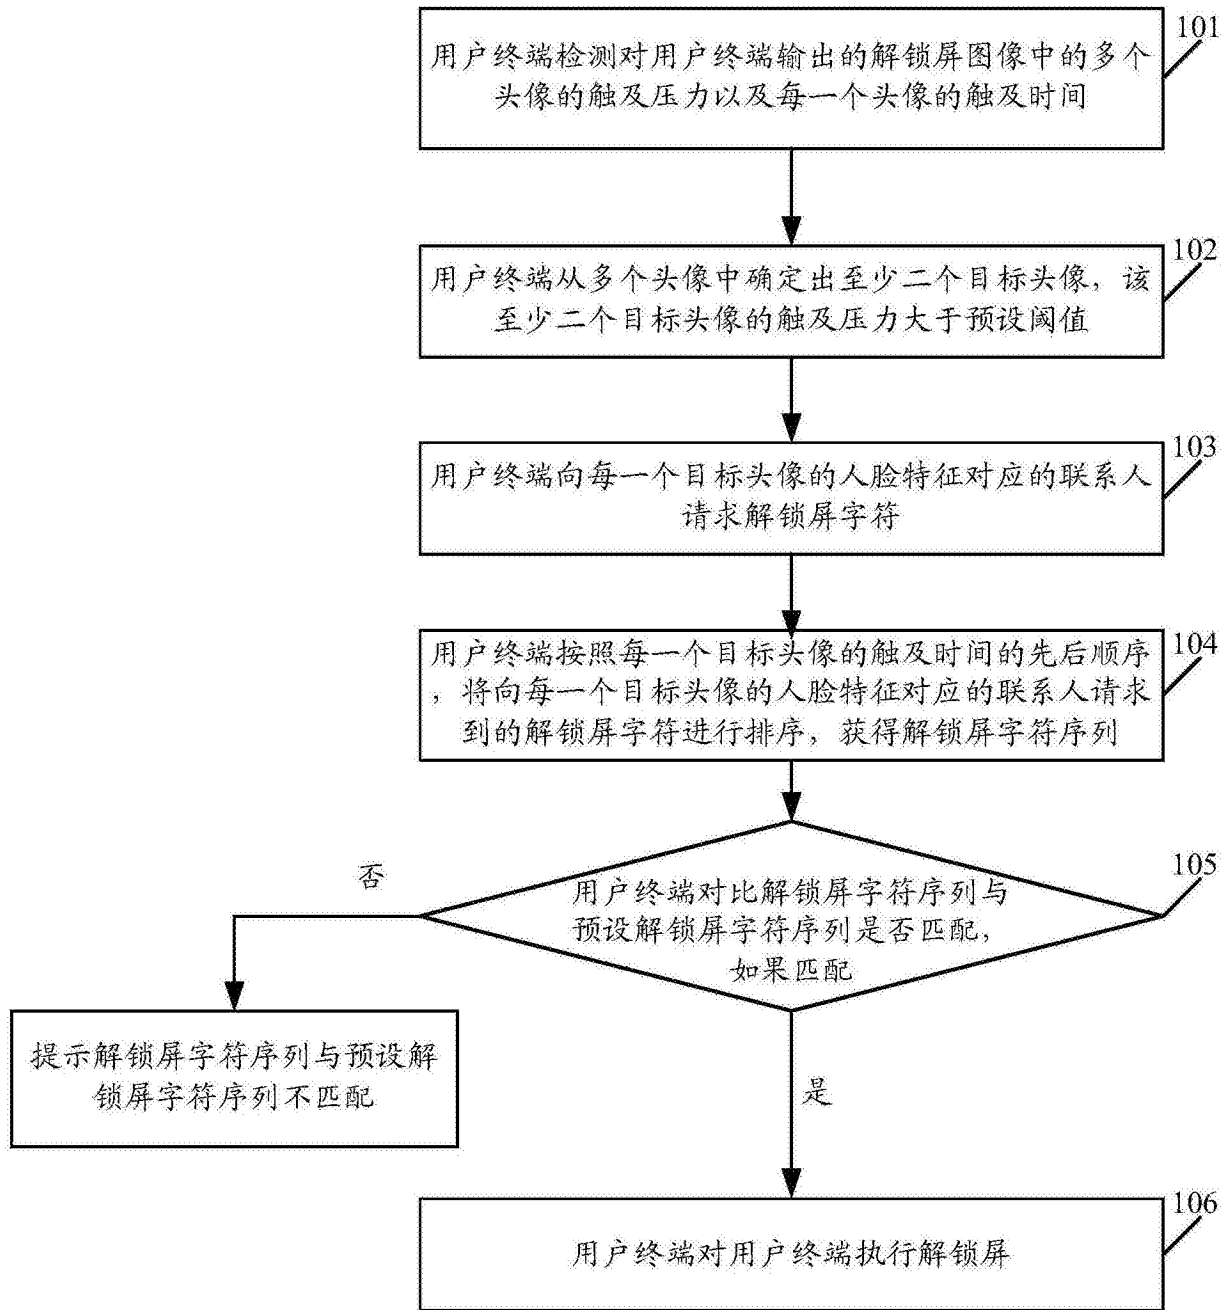 101
用户终端检测对用户终端输出的解锁屏图像中的多个
头像的触及压力以及每一个头像的触及时间
102
用户终端从多个头像中确定出至少二个目标头像，该
至少二个目标头像的触及压力大于预设阈值
103
用户终端向每一个目标头像的人脸特征对应的联系人
请求解锁屏字符
104
用户终端按照每一个目标头像的触及时间的先后顺序
，将向每一个目标头像的人脸特征对应的联系人请求
到的解锁屏字符进行排序，获得解锁屏字符序列
105
否
用户终端对比解锁屏字符序列与
预设解锁屏字符序列是否匹配，
如果匹配
提示解锁屏字符序列与预设解
锁屏字符序列不匹配
是
106
用户终端对用户终端执行解锁屏